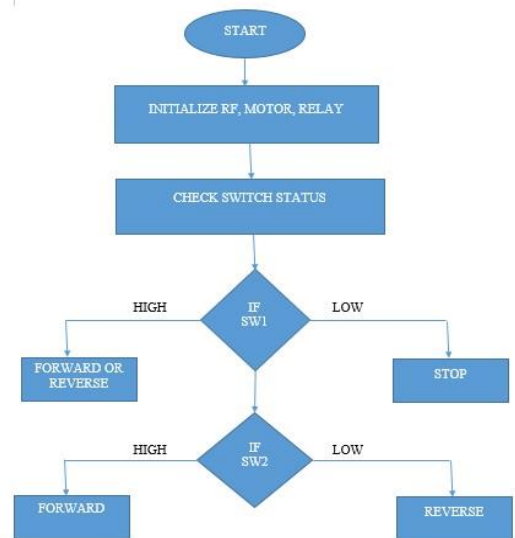 START
INITIALIZE RF, MOTOR, RELAY
CHECK SWITCH STATUS
HIGH
IF
SW1
LOW
FORWARD OR
REVERSE
STOP
HIGH
IF
SW2
LOW
FORWARD
REVERSE